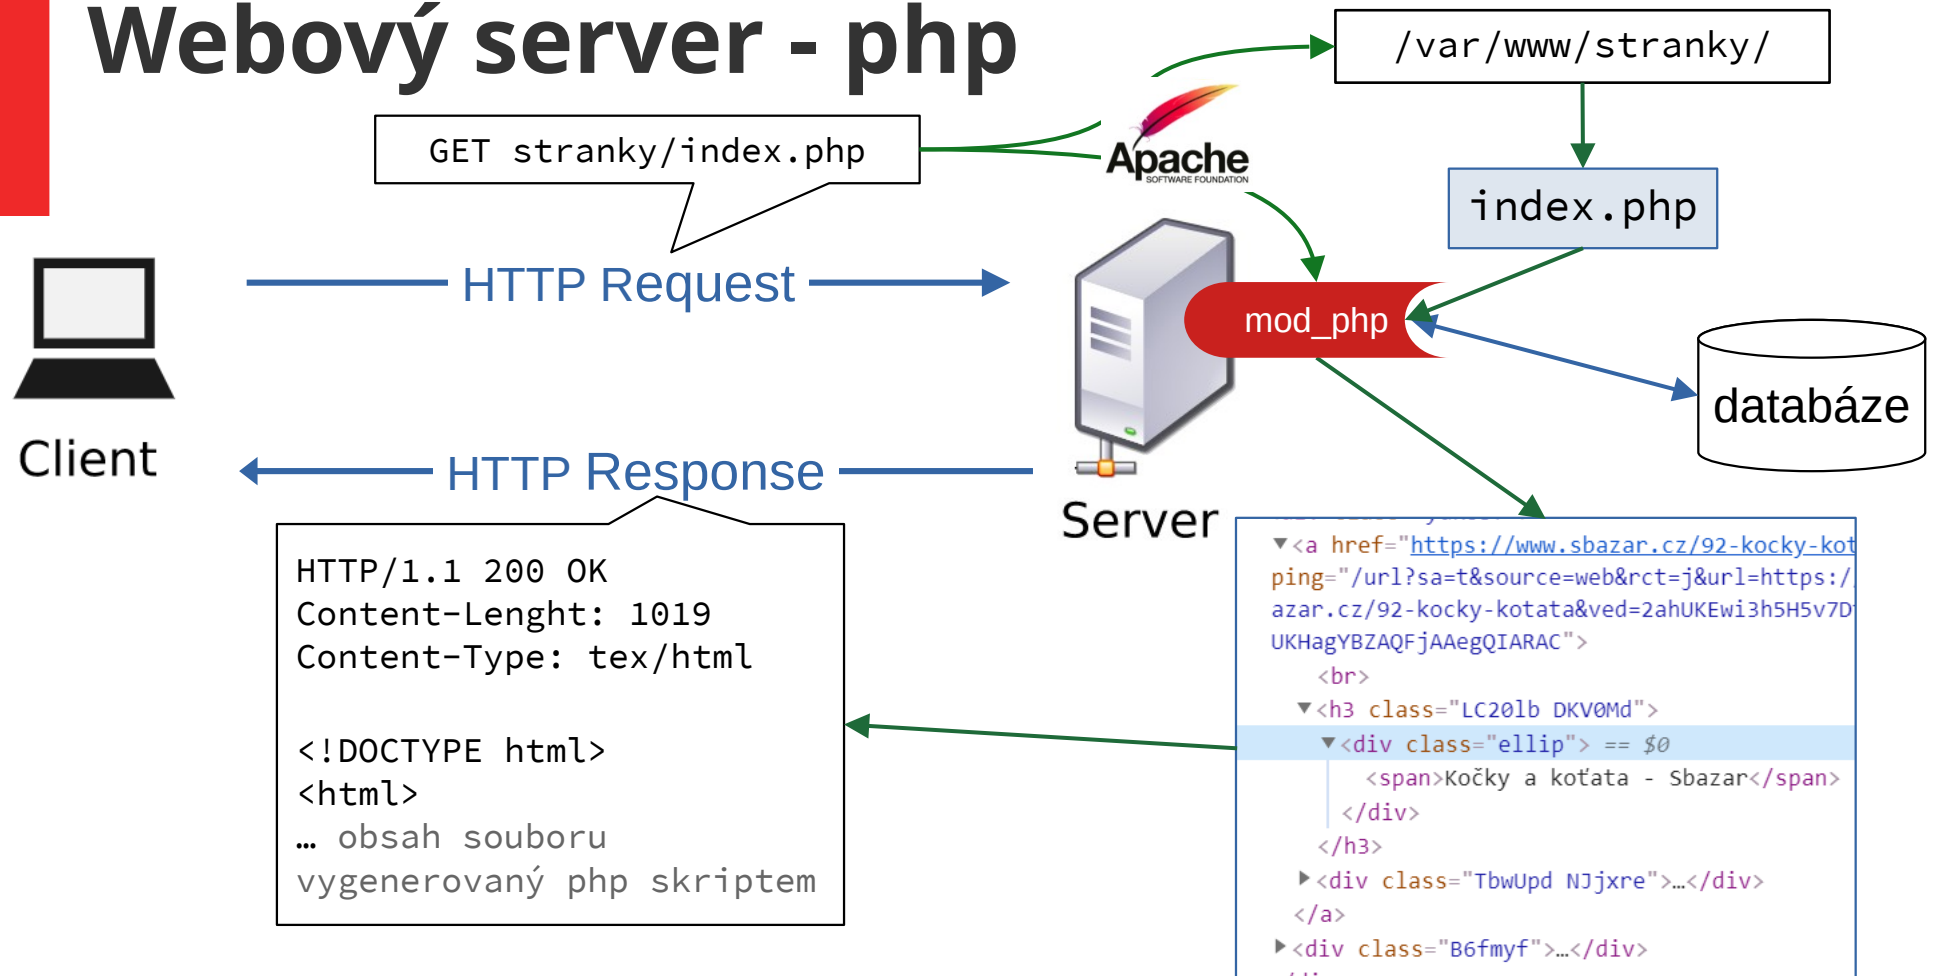 Webový server - php
/var/www/stranky/
GET stranky/index.php
Apache
SOFTWARE FOUNDATION
index.php
HTTP Request
mod_php
databáze
Client
HTTP Response
Server
HTTP/1.1 200 OK
Content-Lenght: 1019
Content-Type: tex/html
<!DOCTYPE html>
<html>
… obsah souboru
vygenerovaný php skriptem
▼<a href="https://www.sbazar.cz/92-kocky-kot
ping="/url?sa=t&source=web&rct=j&url=https:/
azar.cz/92-kocky-kotata&ved=2ahUKEwi3h5H5v7D
UKHagYBZAQFjAAegQIARAC">
<br>
▼<h3 class="LC20lb DKV0Md">
▼<div class="ellip"> == $0
<span>Kočky a koťata - Sbazar</span>
</div>
</h3>
▶<div class="TbwUpd NJjxre">…</div>
</a>
▶<div class="B6fmyf">…</div>